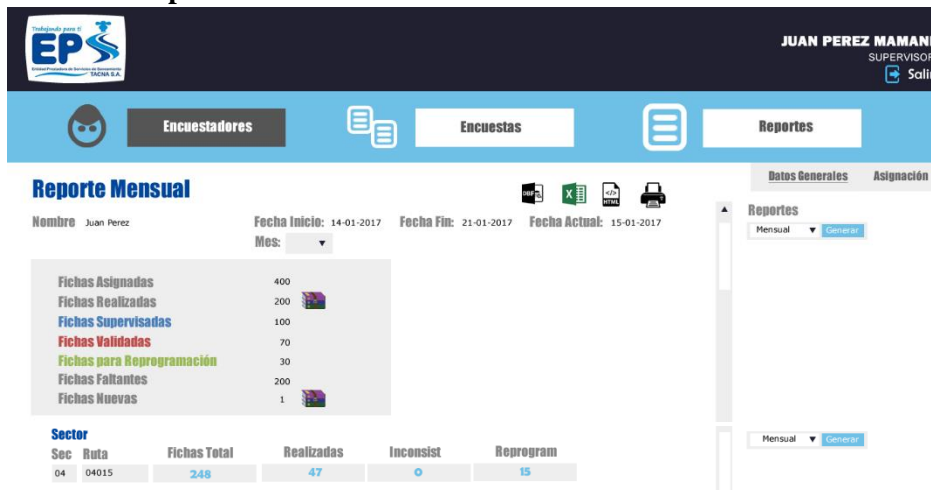 Trabajando para ti
EPS
TACNA S.A.
JUAN PEREZ MAMANI
SUPERVISOR
Salir
Encuestadores
Encuestas
Reportes
Datos Generales Asignación
Reporte Mensual
HTML
Nombre Juan Perez Fecha Inicio: 14-01-2017 Fecha Fin: 21-01-2017 Fecha Actual: 15-01-2017
Mes:
Reportes
Mensual Generar
Fichas Asignadas 400
Fichas Realizadas 200
Fichas Supervisadas 100
Fichas Validadas 70
Fichas para Reprogramación 30
Fichas Faltantes 200
Fichas Nuevas 1
Sector
Sec Ruta Fichas Total Realizadas Inconsist Reprogram
04 04015 248 47 0 15
Mensual Generar